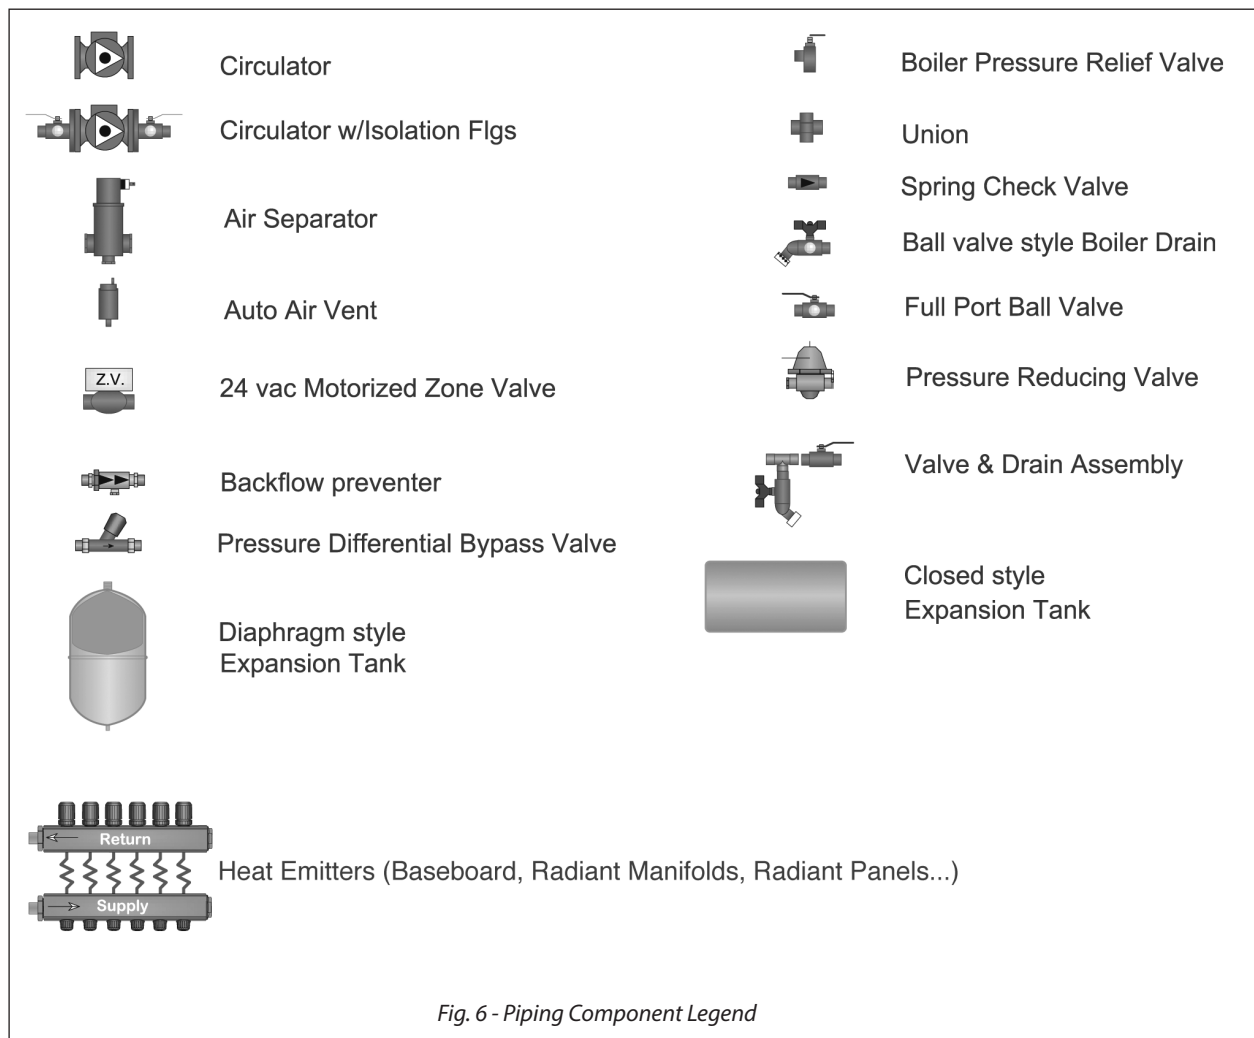 Circulator
Circulator w/Isolation Flgs
Air Separator
Auto Air Vent
Z.V.
24 vac Motorized Zone Valve
Backflow preventer
Pressure Differential Bypass Valve
Diaphragm style
Expansion Tank
Boiler Pressure Relief Valve
Union
Spring Check Valve
Ball valve style Boiler Drain
Full Port Ball Valve
Pressure Reducing Valve
Valve & Drain Assembly
Closed style
Expansion Tank
Return
Supply
Heat Emitters (Baseboard, Radiant Manifolds, Radiant Panels...)
Fig. 6 - Piping Component Legend